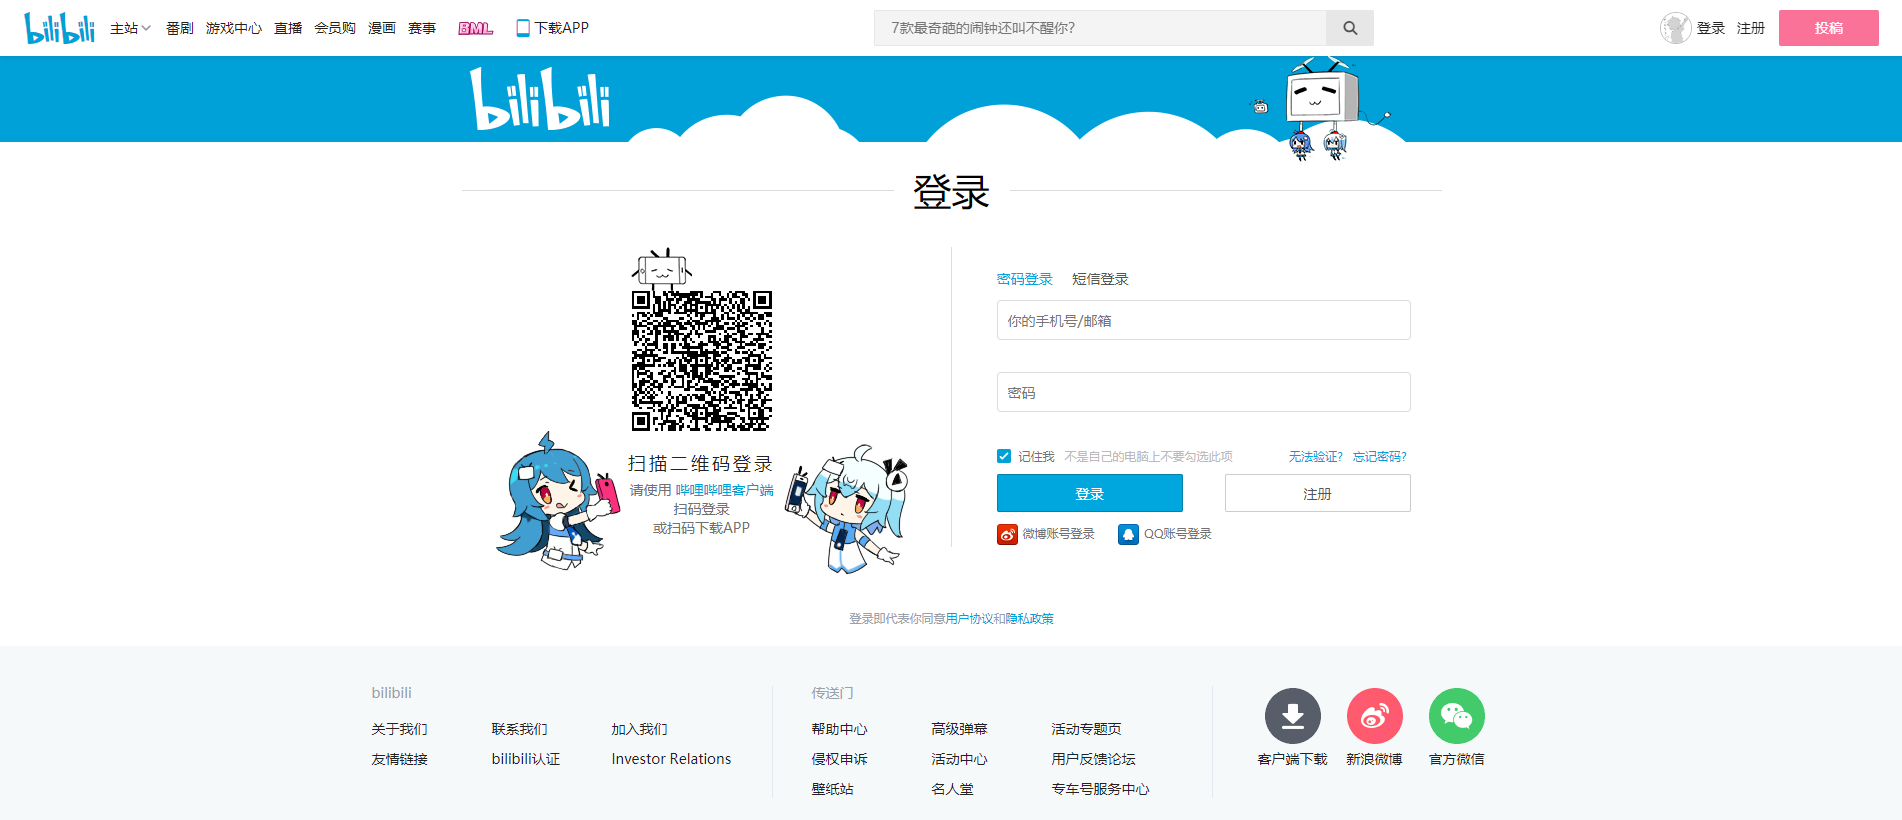 bilibili 主站 番剧 游戏中心 直播 会员购 漫画 赛事 BML 下载APP 7款最奇葩的闹钟还叫不醒你? 登录 注册 投稿
bilibili
登录
密码登录 短信登录
你的手机号/邮箱
密码
记住我 不是自己的电脑上不要勾选此项 无法验证? 忘记密码?
登录 注册
微博账号登录 QQ账号登录
扫描二维码登录
请使用 哔哩哔哩客户端
扫码登录
或扫码下载APP
登录即代表你同意用户协议和隐私政策
bilibili
关于我们 联系我们 加入我们
友情链接 bilibili认证 Investor Relations
传送门
帮助中心 高级弹幕 活动专题页
侵权申诉 活动中心 用户反馈论坛
壁纸站 名人堂 专车号服务中心
客户端下载 新浪微博 官方微信